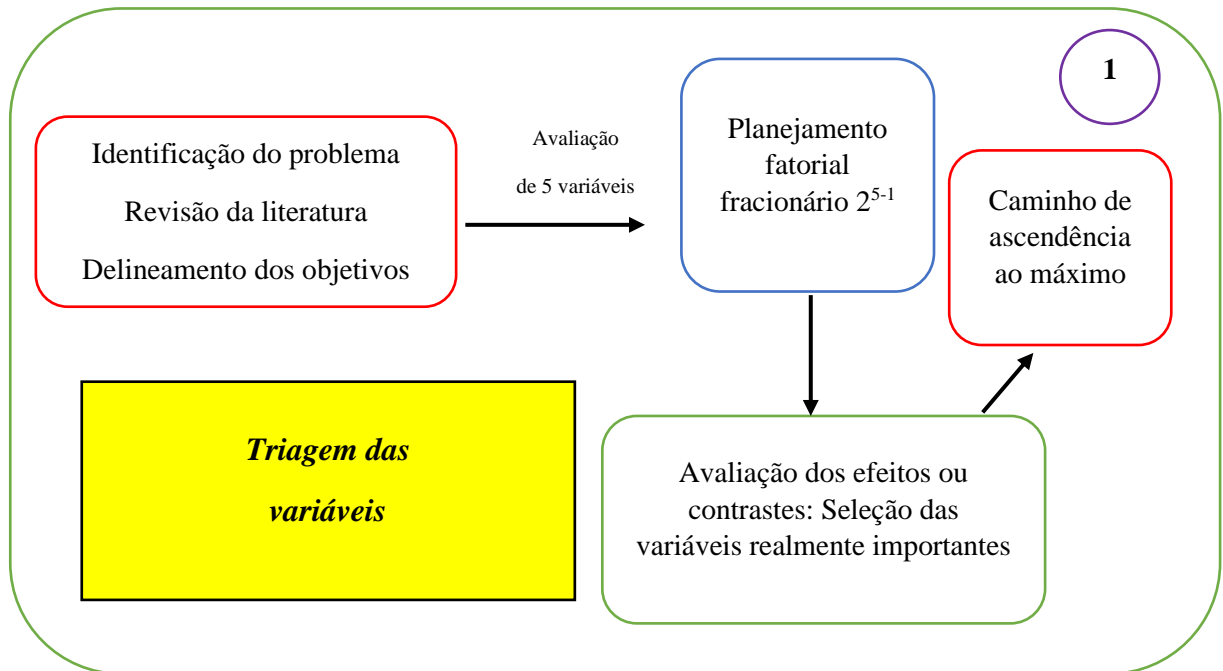 1
Identificação do problema
Revisão da literatura
Delineamento dos objetivos
Avaliação
de 5 variáveis
Planejamento
fatorial
fracionário 2^5-1
Caminho de
ascendência
ao máximo
Triagem das
variáveis
Avaliação dos efeitos ou
contrastes: Seleção das
variáveis realmente importantes